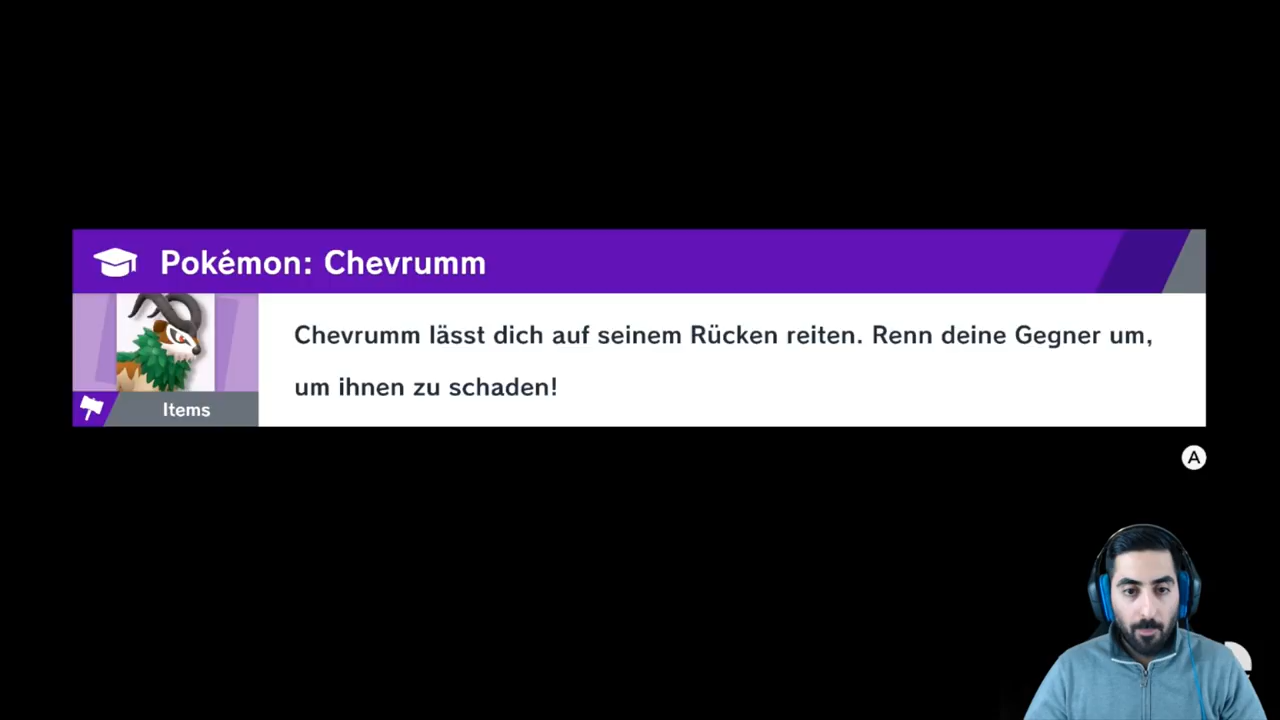 Pokémon: Chevrumm
Chevrumm lässt dich auf seinem Rücken reiten. Renn deine Gegner um,
um ihnen zu schaden!
Items
A